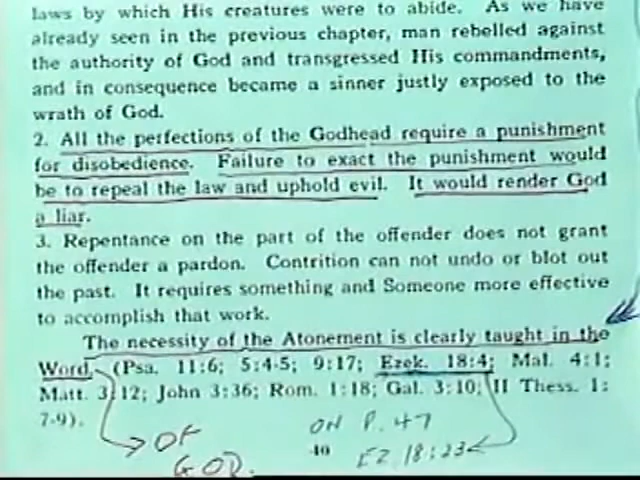 laws by which His creatures were to abide. As we have
already seen in the previous chapter, man rebelled against
the authority of God and transgressed His commandments,
and in consequence became a sinner justly exposed to the
wrath of God.
2. All the perfections of the Godhead require a punishment
for disobedience. Failure to exact the punishment would
be to repeal the law and uphold evil. It would render God
a liar.
3. Repentance on the part of the offender does not grant
the offender a pardon. Contrition can not undo or blot out
the past. It requires something and Someone more effective
to accomplish that work.
The necessity of the Atonement is clearly taught in the
Word. (Psa. 11:6; 5:4-5; 9:17; Ezek. 18:4; Mal. 4:1;
Matt. 3:12; John 3:36; Rom. 1:18; Gal. 3:10; II Thess. 1:
7-9).
OF
GOD.
ON P. 47
EZ 18:23
40